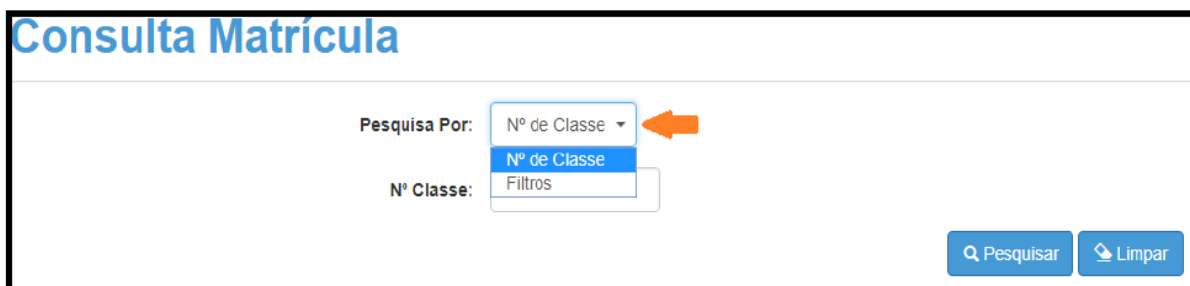 Consulta Matrícula
Pesquisa Por: Nº de Classe
Nº de Classe
Filtros
Nº Classe:
Pesquisar Limpar